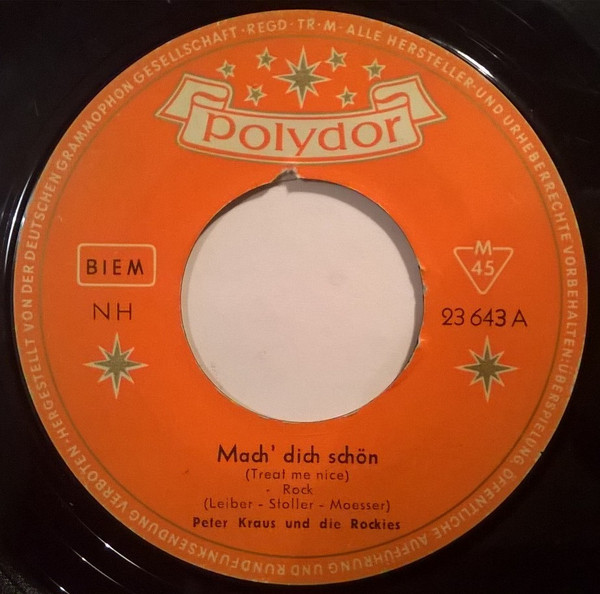 HERGESTELLT VON DER DEUTSCHEN GRAMMOPHON GESELLSCHAFT · REGD·TR·M·ALLE HERSTELLER-UND URHEBERRECHTE VORBEHALTEN: ÜBERSPIELUNG ÖFFENTLICHE AUFFÜHRUNG UND RUNDFUNKSENDUNG VERBOTEN·
Polydor
BIEM
NH
M
45
23 643 A
Mach' dich schön
(Treat me nice)
- Rock
(Leiber - Stoller - Moesser)
Peter Kraus und die Rockies